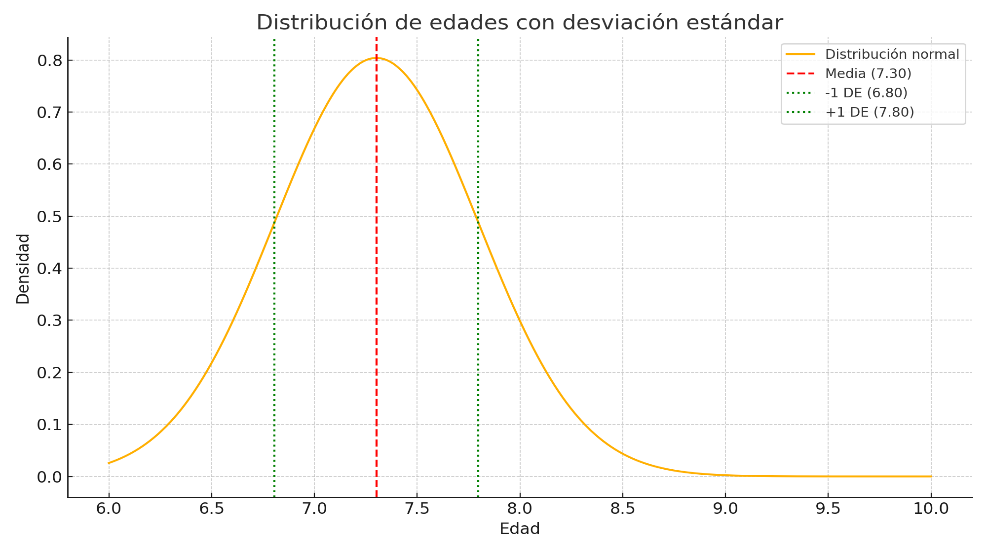 Distribución de edades con desviación estándar
Distribución normal
Media (7.30)
-1 DE (6.80)
+1 DE (7.80)
Densidad
0.8
0.7
0.6
0.5
0.4
0.3
0.2
0.1
0.0
6.0 6.5 7.0 7.5 8.0 8.5 9.0 9.5 10.0
Edad